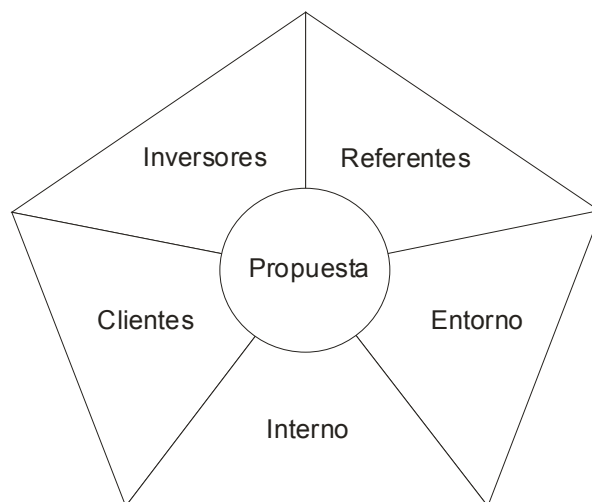 Inversores
Referentes
Propuesta
Clientes
Entorno
Interno